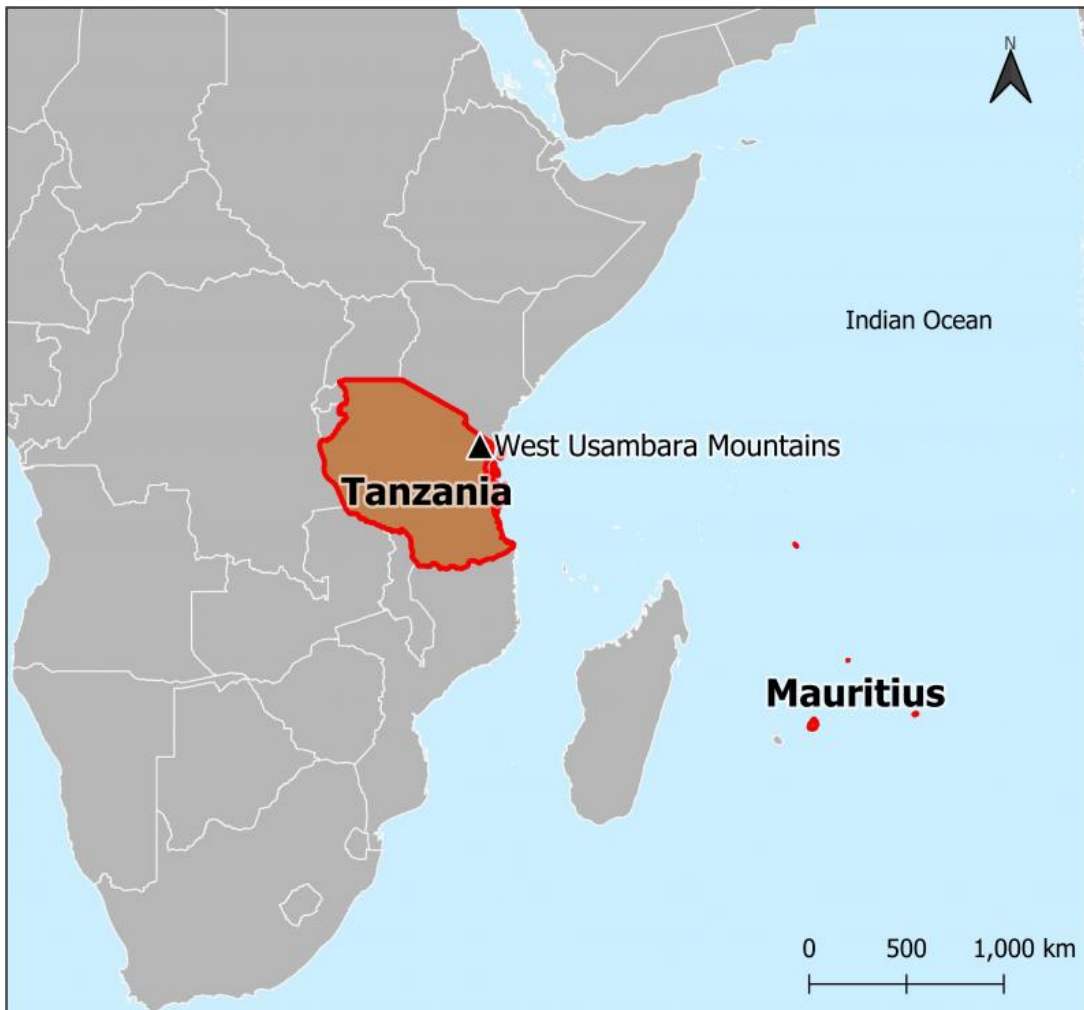 N
Indian Ocean
West Usambara Mountains
Tanzania
Mauritius
0 500 1,000 km